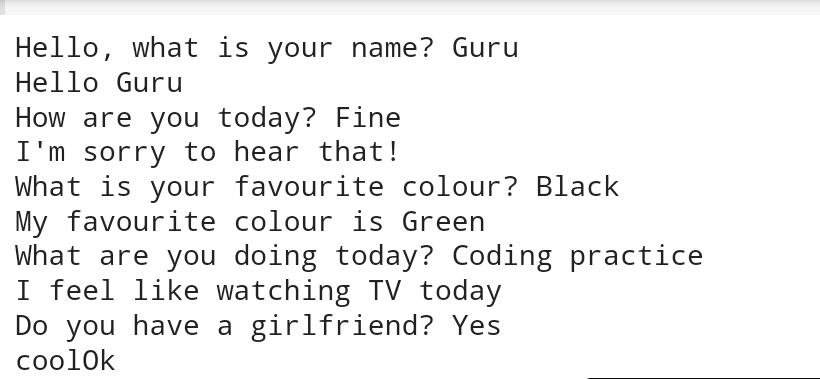 Hello, what is your name? Guru
Hello Guru
How are you today? Fine
I'm sorry to hear that!
What is your favourite colour? Black
My favourite colour is Green
What are you doing today? Coding practice
I feel like watching TV today
Do you have a girlfriend? Yes
coolOk